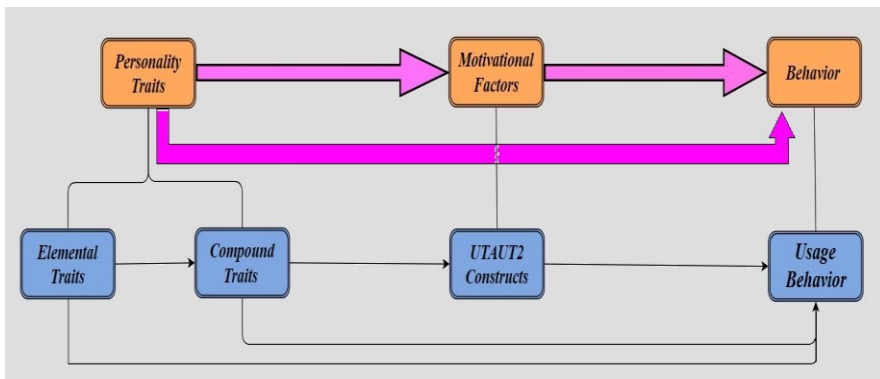 Personality
Traits
Motivational
Factors
Behavior
Elemental
Traits
Compound
Traits
UTAUT2
Constructs
Usage
Behavior